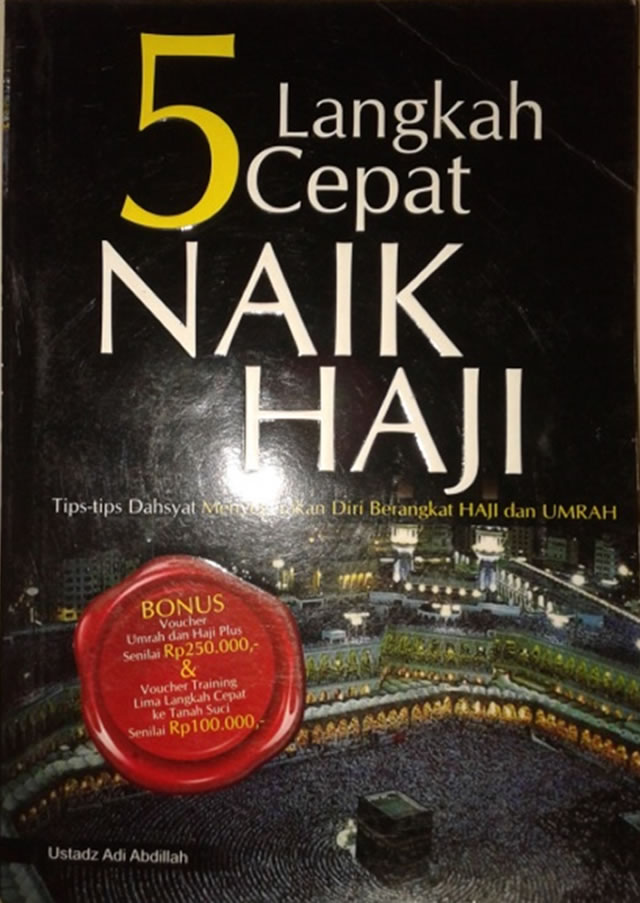 5 Langkah
Cepat
NAIK
HAJI
Tips-tips Dahsyat Menyegerakan Diri Berangkat HAJI dan UMRAH
BONUS
Voucher
Umrah dan Haji Plus
Senilai Rp250.000,-
&
Voucher Training
Lima Langkah Cepat
ke Tanah Suci
Senilai Rp100.000,-
Ustadz Adi Abdillah